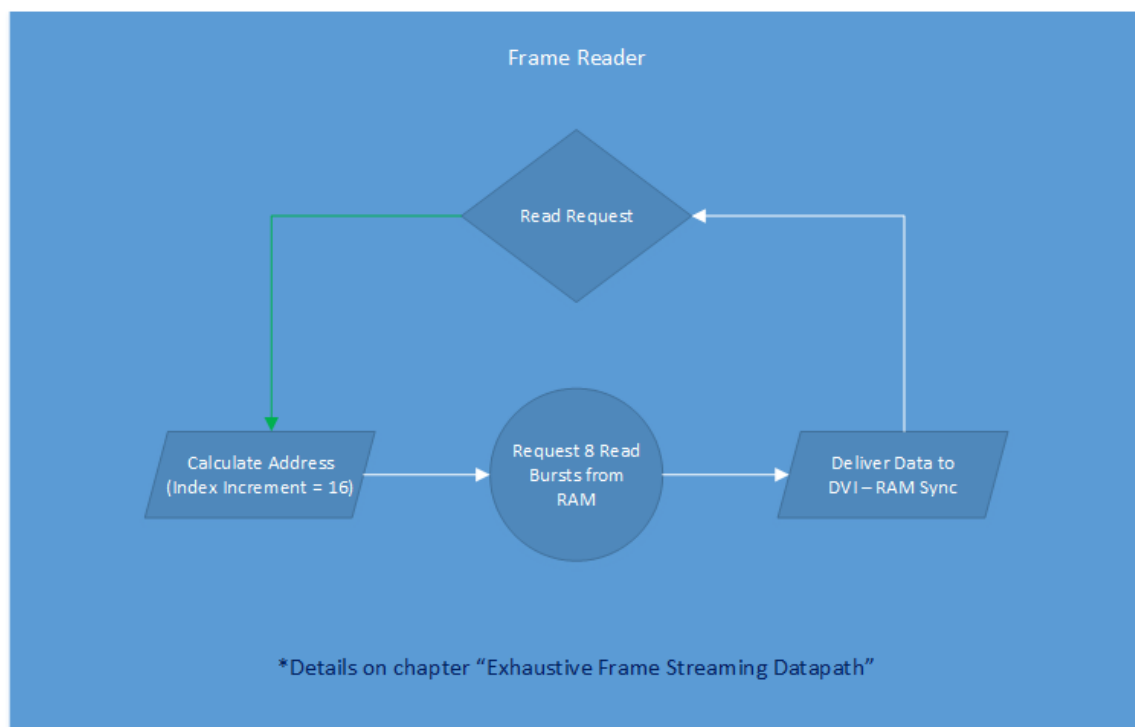 Frame Reader
Read Request
Calculate Address
(Index Increment = 16)
Request 8 Read
Bursts from
RAM
Deliver Data to
DVI – RAM Sync
*Details on chapter “Exhaustive Frame Streaming Datapath”